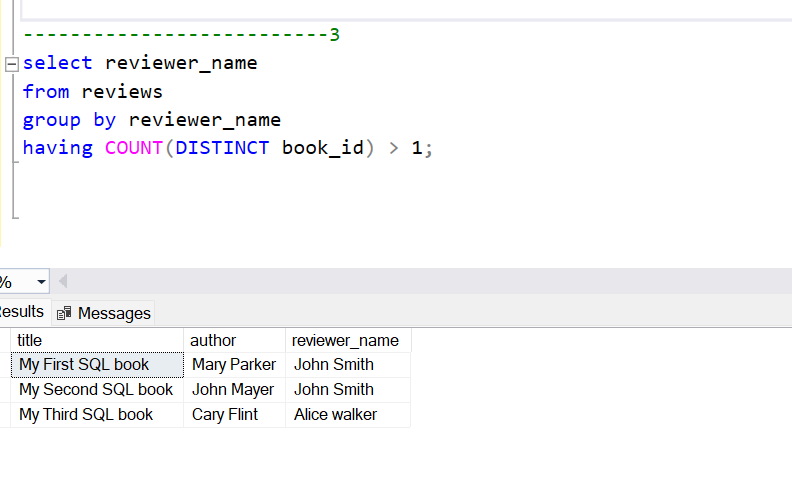 --------------------------3
select reviewer_name
from reviews
group by reviewer_name
having COUNT(DISTINCT book_id) > 1;
%
esults Messages
title author reviewer_name
My First SQL book Mary Parker John Smith
My Second SQL book John Mayer John Smith
My Third SQL book Cary Flint Alice walker